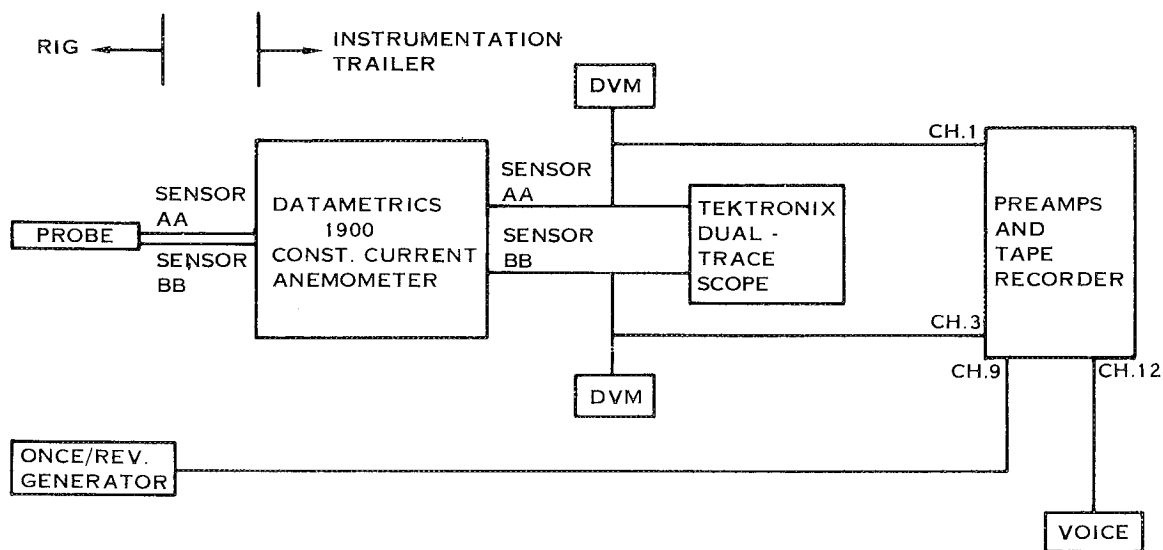 RIG
INSTRUMENTATION
TRAILER
DVM
CH.1
SENSOR
AA
PROBE
SENSOR
BB
DATAMETRICS
1900
CONST. CURRENT
ANEMOMETER
SENSOR
AA
SENSOR
BB
TEKTRONIX
DUAL -
TRACE
SCOPE
PREAMPS
AND
TAPE
RECORDER
CH.3
CH.9
CH.12
DVM
ONCE/REV.
GENERATOR
VOICE